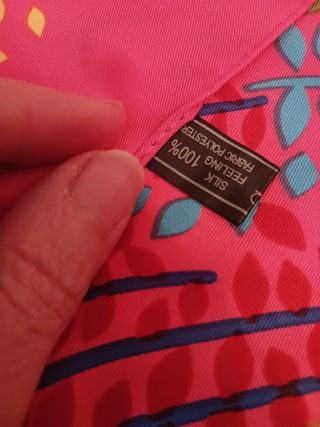 SILK
FEELING 100%
FABRIC POLYESTER